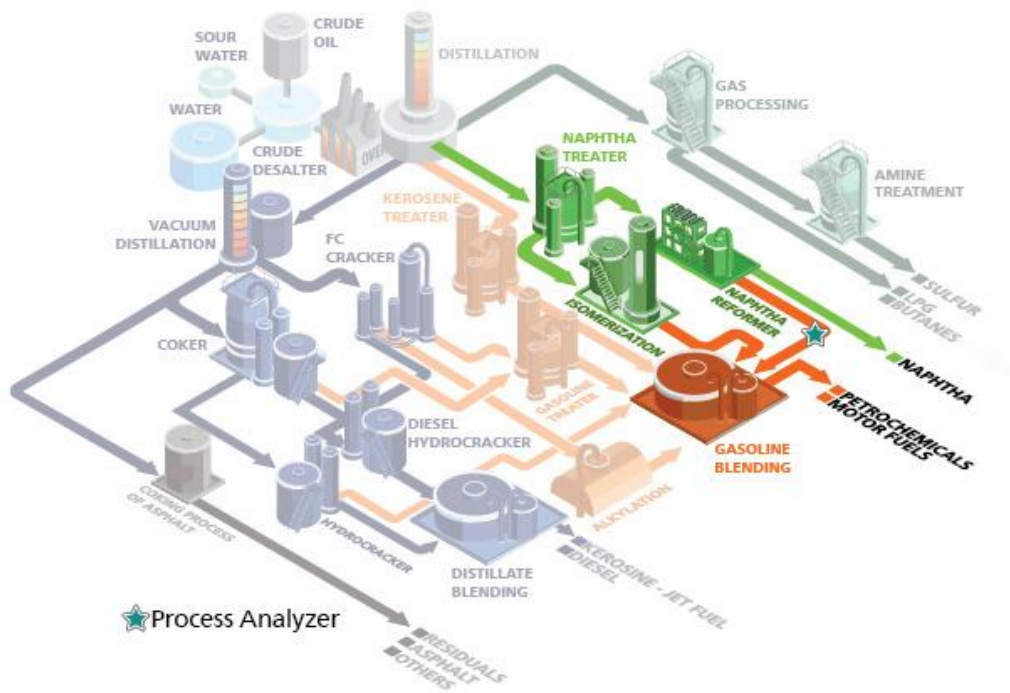 CRUDE
OIL
SOUR
WATER
DISTILLATION
WATER
CRUDE
DESALTER
OVEN
GAS
PROCESSING
NAPHTHA
TREATER
AMINE
TREATMENT
KEROSENE
TREATER
VACUUM
DISTILLATION
FC
CRACKER
ISOMERIZATION
NAPHTHA
REFORMER
SULFUR
LPG
BUTANES
COKER
NAPHTHA
PETROCHEMICALS
MOTOR FUELS
GASOLINE
TREATER
GASOLINE
BLENDING
DIESEL
HYDROCRACKER
ALKYLATION
COKING PROCESS
OF ASPHALT
HYDROCRACKER
DISTILLATE
BLENDING
KEROSINE - JET FUEL
DIESEL
Process Analyzer
RESIDUALS
ASPHALT
OTHERS